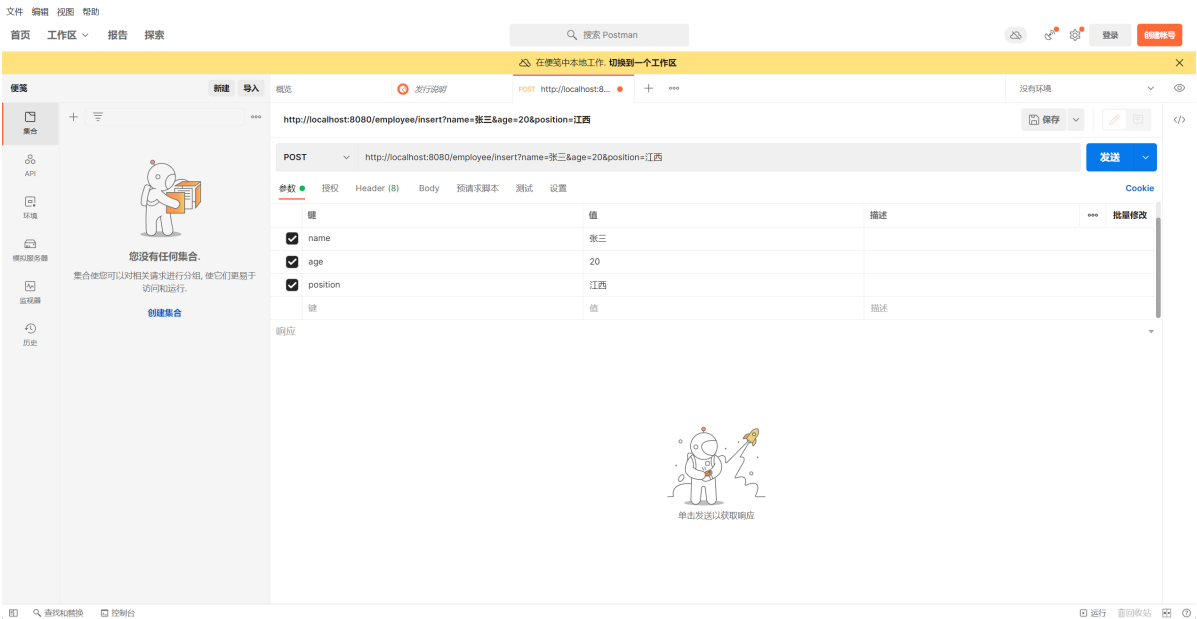 文件 编辑 视图 帮助
首页 工作区 报告 探索
搜索 Postman
登录
创建帐号
在便笺中本地工作. 切换到一个工作区
便笺
新建
导入
概览
发行说明
POST http://localhost:8...
没有环境
集合
API
环境
模拟服务器
监视器
历史
您没有任何集合.
集合使您可以对相关请求进行分组, 使它们更易于
访问和运行.
创建集合
http://localhost:8080/employee/insert?name=张三&age=20&position=江西
保存
POST
http://localhost:8080/employee/insert?name=张三&age=20&position=江西
发送
参数 授权 Header (8) Body 预请求脚本 测试 设置
Cookie
键 值 描述 批量修改
name 张三
age 20
position 江西
键 值 描述
响应
单击发送以获取响应
查找和替换 控制台
运行 回收站